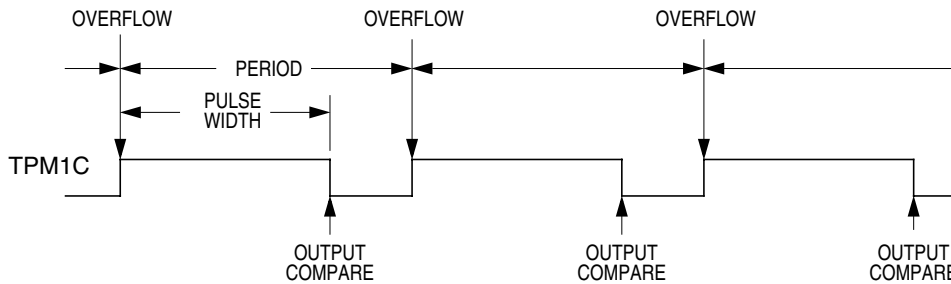 OVERFLOW
OVERFLOW
OVERFLOW
PERIOD
PULSE
WIDTH
TPM1C
OUTPUT
COMPARE
OUTPUT
COMPARE
OUTPUT
COMPARE